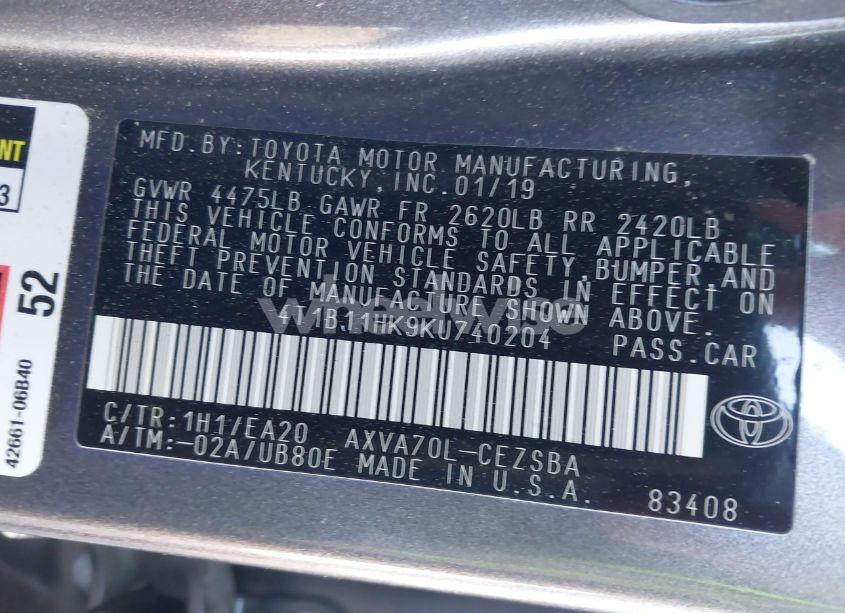 MFD.BY:TOYOTA MOTOR MANUFACTURING,
KENTUCKY,INC.01/19
GVWR 4475LB GAWR FR 2620LB RR 2420LB
THIS VEHICLE CONFORMS TO ALL APPLICABLE
FEDERAL MOTOR VEHICLE SAFETY,BUMPER,AND
THEFT PREVENTION STANDARDS IN EFFECT ON
THE DATE OF MANUFACTURE SHOWN ABOVE.
4T1B11HK9KU740204 PASS.CAR
C/TR:1H1/EA20 AXVA70L-CEZSBA
A/TM:-02A/UB80E MADE IN U.S.A.
83408
NT
3
52
42661-06B40